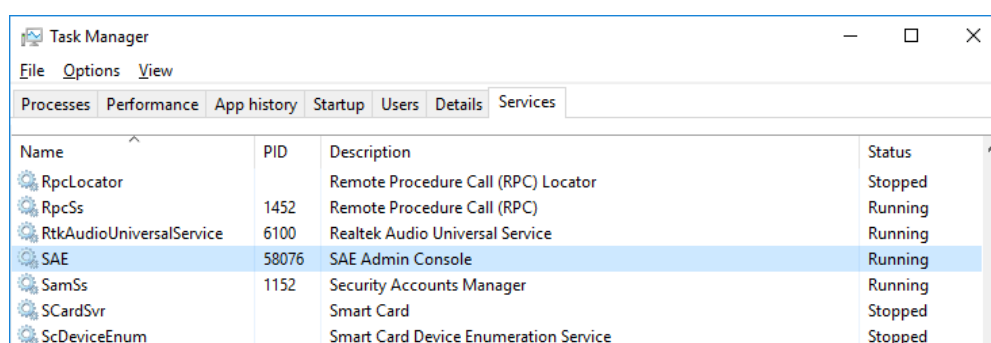 Task Manager
File Options View
Processes Performance App history Startup Users Details Services
Name PID Description Status
RpcLocator Remote Procedure Call (RPC) Locator Stopped
RpcSs 1452 Remote Procedure Call (RPC) Running
RtkAudioUniversalService 6100 Realtek Audio Universal Service Running
SAE 58076 SAE Admin Console Running
SamSs 1152 Security Accounts Manager Running
SCardSvr Smart Card Stopped
ScDeviceEnum Smart Card Device Enumeration Service Stopped